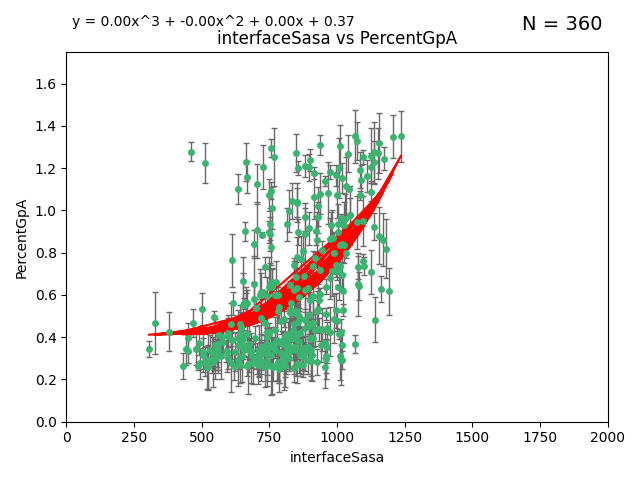 y = 0.00x^3 + -0.00x^2 + 0.00x + 0.37
N = 360
interfaceSasa vs PercentGpA
PercentGpA
1.6
1.4
1.2
1.0
0.8
0.6
0.4
0.2
0.0
0 250 500 750 1000 1250 1500 1750 2000
interfaceSasa